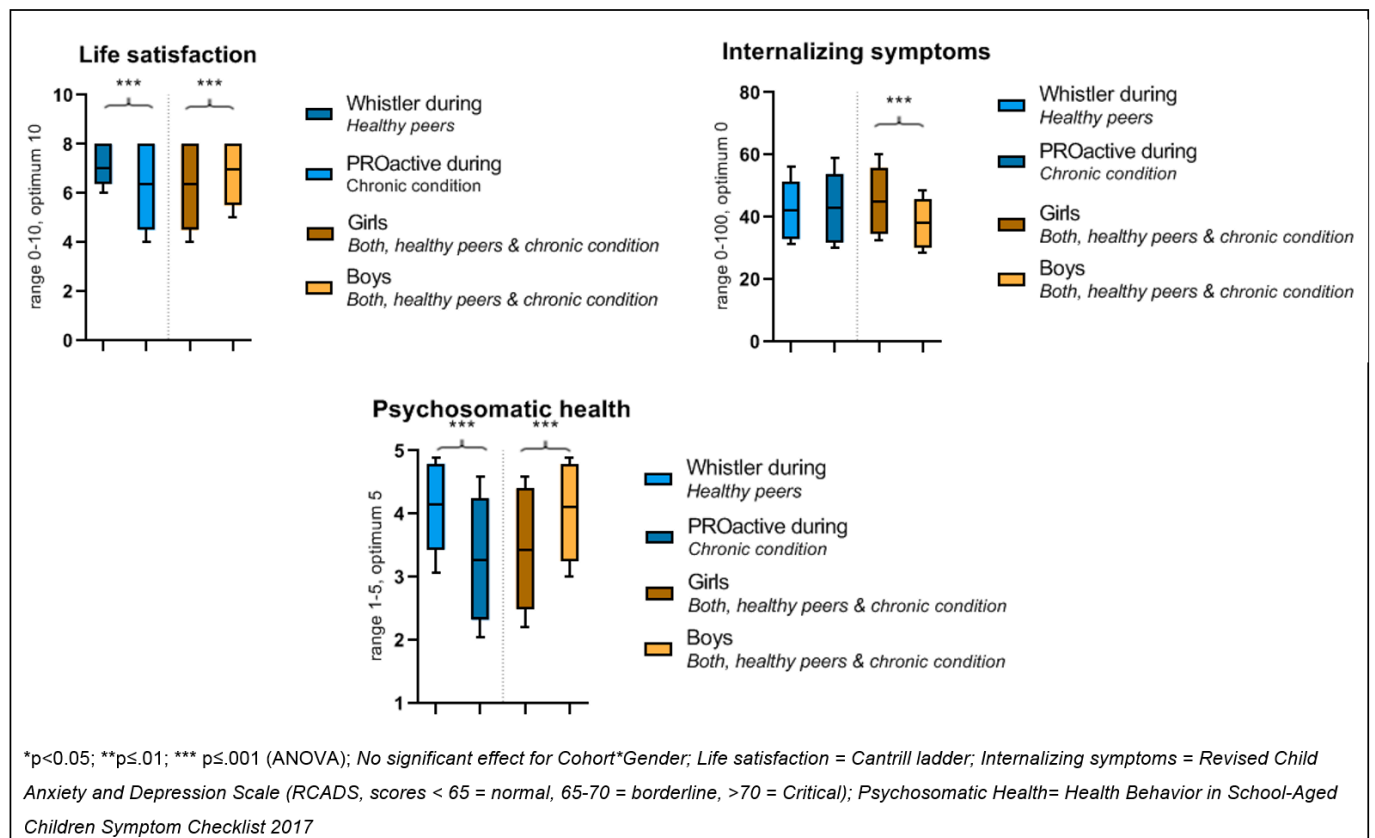 Life satisfaction
***
***
10
8
6
4
2
0
range 0-10, optimum 10
Whistler during
Healthy peers
PROactive during
Chronic condition
Girls
Both, healthy peers & chronic condition
Boys
Both, healthy peers & chronic condition
Internalizing symptoms
***
80
60
40
20
0
range 0-100, optimum 0
Whistler during
Healthy peers
PROactive during
Chronic condition
Girls
Both, healthy peers & chronic condition
Boys
Both, healthy peers & chronic condition
Psychosomatic health
***
***
5
4
3
2
1
range 1-5, optimum 5
Whistler during
Healthy peers
PROactive during
Chronic condition
Girls
Both, healthy peers & chronic condition
Boys
Both, healthy peers & chronic condition
*p<0.05; **p≤.01; *** p≤.001 (ANOVA); No significant effect for Cohort*Gender; Life satisfaction = Cantrill ladder; Internalizing symptoms = Revised Child
Anxiety and Depression Scale (RCADS, scores < 65 = normal, 65-70 = borderline, >70 = Critical); Psychosomatic Health= Health Behavior in School-Aged
Children Symptom Checklist 2017